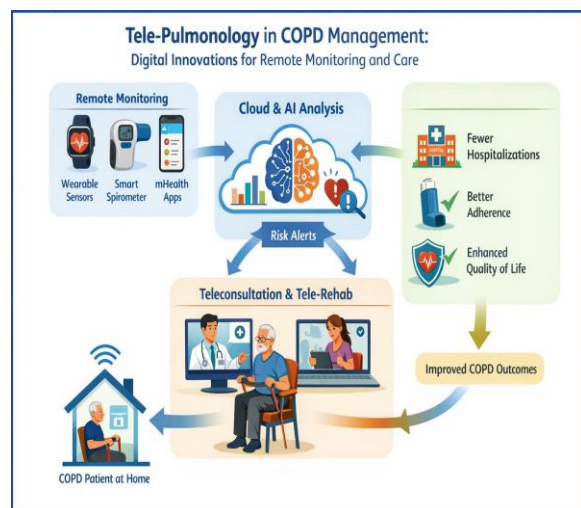 Tele-Pulmonology in COPD Management:
Digital Innovations for Remote Monitoring and Care
Remote Monitoring
Wearable
Sensors
Smart
Spirometer
mHealth
Apps
Cloud & AI Analysis
Risk Alerts
HOSPITAL
Fewer
Hospitalizations
Better
Adherence
Enhanced
Quality of Life
Teleconsultation & Tele-Rehab
Improved COPD Outcomes
COPD Patient at Home